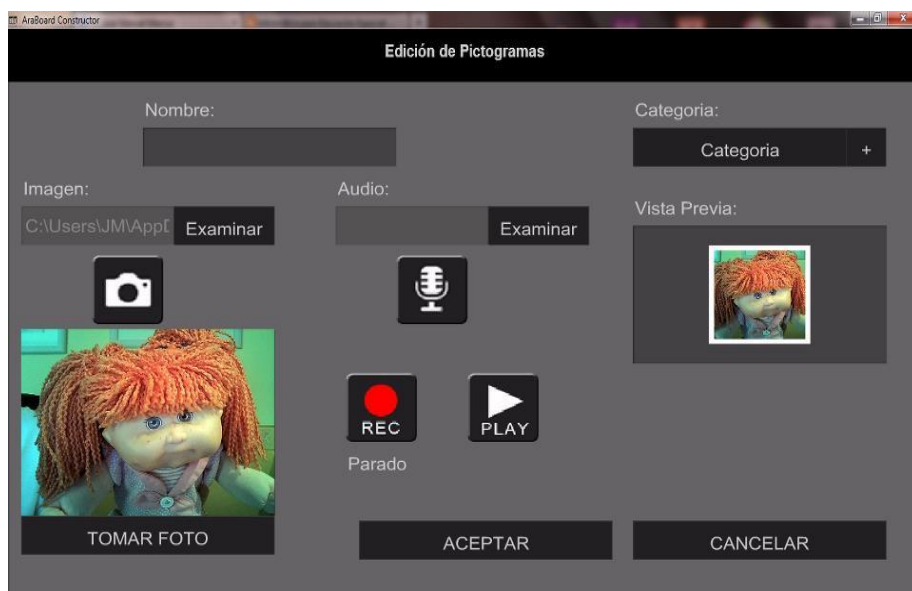 AraBoard Constructor
Edición de Pictogramas
Nombre:
Categoria:
Categoria +
Imagen:
Audio:
Vista Previa:
C:\Users\JM\App Examinar
Examinar
REC
PLAY
Parado
TOMAR FOTO
ACEPTAR
CANCELAR